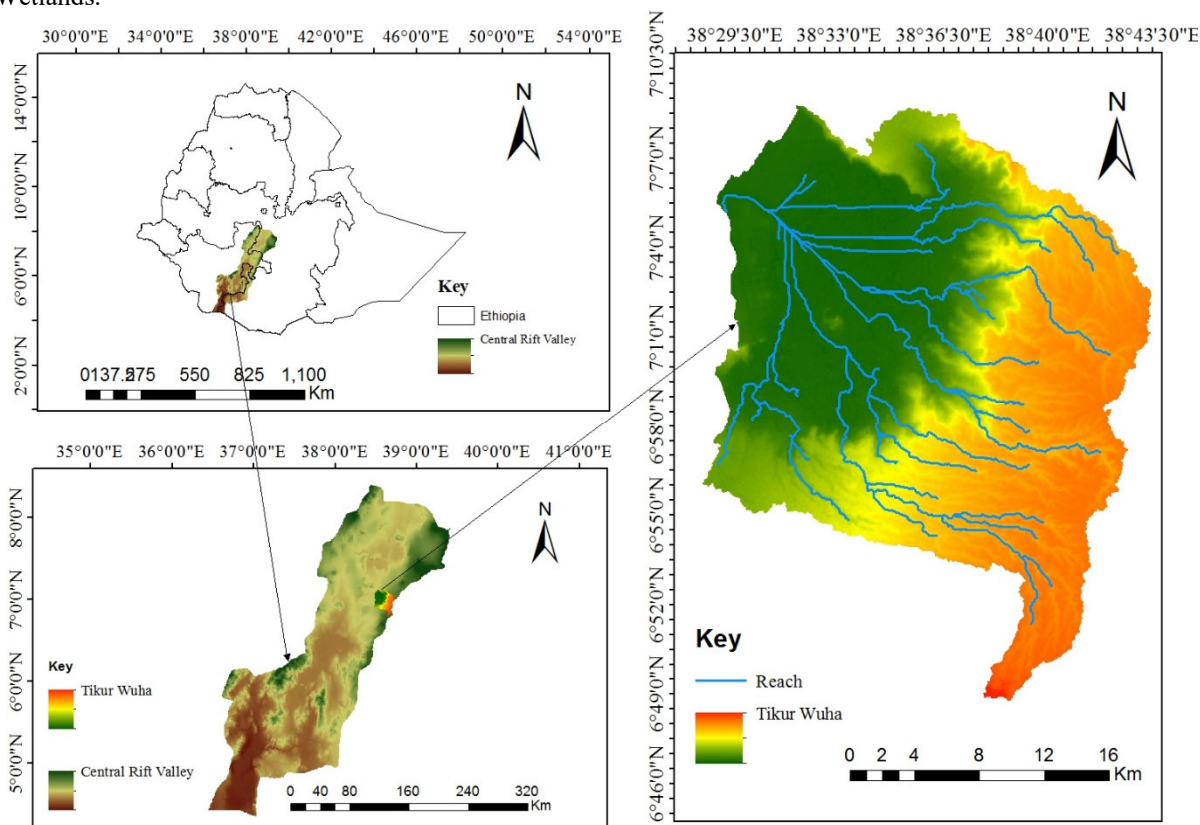 Wetlands.
30°0'0"E 34°0'0"E 38°0'0"E 42°0'0"E 46°0'0"E 50°0'0"E 54°0'0"E
14°0'0"N
10°0'0"N
6°0'0"N
2°0'0"N
N
Key
Ethiopia
Central Rift Valley
0137.5275 550 825 1,100
Km
35°0'0"E 36°0'0"E 37°0'0"E 38°0'0"E 39°0'0"E 40°0'0"E 41°0'0"E
8°0'0"N
7°0'0"N
6°0'0"N
5°0'0"N
N
Key
Tikur Wuha
Central Rift Valley
0 20 40 80 160 240 320
Km
38°29'30"E 38°33'0"E 38°36'30"E 38°40'0"E 38°43'30"E
7°10'30"N
7°7'0"N
7°4'0"N
7°1'0"N
6°58'0"N
6°55'0"N
6°52'0"N
6°49'0"N
6°46'0"N
N
Key
Reach
Tikur Wuha
0 2 4 8 12 16
Km